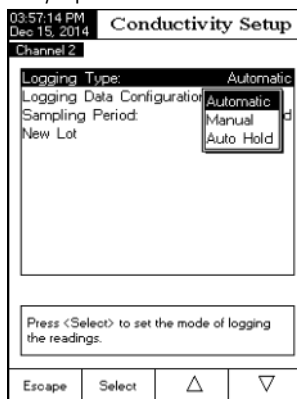 03:57:14 PM
Dec 15, 2014
Conductivity Setup
Channel 2
Logging Type: Automatic
Logging Data Configuration
Automatic
Sampling Period: d
Manual
New Lot
Auto Hold
Press <Select> to set the mode of logging
the readings.
Escape Select △ ▽